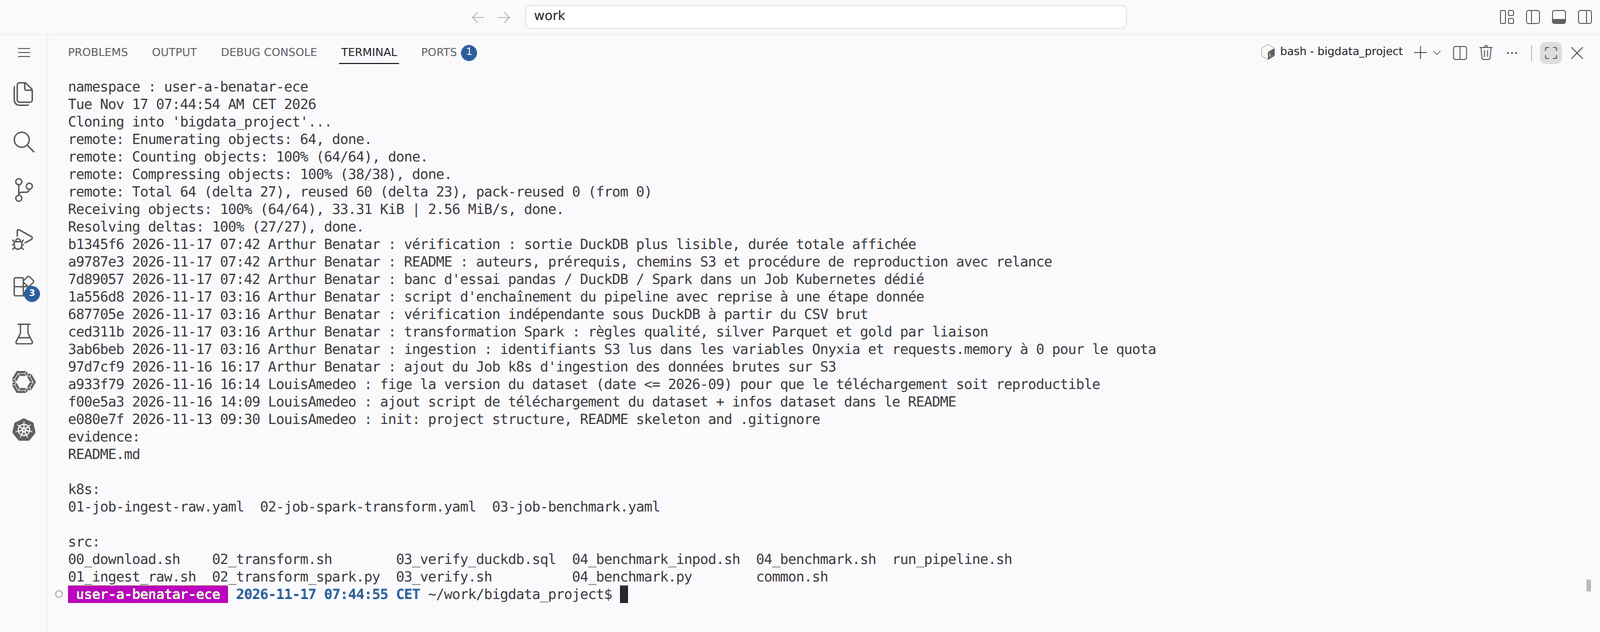 work
PROBLEMS OUTPUT DEBUG CONSOLE TERMINAL PORTS 1 bash - bigdata_project
namespace : user-a-benatar-ece
Tue Nov 17 07:44:54 AM CET 2026
Cloning into 'bigdata_project'...
remote: Enumerating objects: 64, done.
remote: Counting objects: 100% (64/64), done.
remote: Compressing objects: 100% (38/38), done.
remote: Total 64 (delta 27), reused 60 (delta 23), pack-reused 0 (from 0)
Receiving objects: 100% (64/64), 33.31 KiB | 2.56 MiB/s, done.
Resolving deltas: 100% (27/27), done.
b1345f6 2026-11-17 07:42 Arthur Benatar : vérification : sortie DuckDB plus lisible, durée totale affichée
a9787e3 2026-11-17 07:42 Arthur Benatar : README : auteurs, prérequis, chemins S3 et procédure de reproduction avec relance
7d89057 2026-11-17 07:42 Arthur Benatar : banc d'essai pandas / DuckDB / Spark dans un Job Kubernetes dédié
1a556d8 2026-11-17 03:16 Arthur Benatar : script d'enchaînement du pipeline avec reprise à une étape donnée
687705e 2026-11-17 03:16 Arthur Benatar : vérification indépendante sous DuckDB à partir du CSV brut
ced311b 2026-11-17 03:16 Arthur Benatar : transformation Spark : règles qualité, silver Parquet et gold par liaison
3ab6beb 2026-11-17 03:16 Arthur Benatar : ingestion : identifiants S3 lus dans les variables Onyxia et requests.memory à 0 pour le quota
97d7cf9 2026-11-16 16:17 Arthur Benatar : ajout du Job k8s d'ingestion des données brutes sur S3
a933f79 2026-11-16 16:14 LouisAmedeo : fige la version du dataset (date <= 2026-09) pour que le téléchargement soit reproductible
f00e5a3 2026-11-16 14:09 LouisAmedeo : ajout script de téléchargement du dataset + infos dataset dans le README
e080e7f 2026-11-13 09:30 LouisAmedeo : init: project structure, README skeleton and .gitignore
evidence:
README.md
k8s:
01-job-ingest-raw.yaml 02-job-spark-transform.yaml 03-job-benchmark.yaml
src:
00_download.sh 02_transform.sh 03_verify_duckdb.sql 04_benchmark_inpod.sh 04_benchmark.sh run_pipeline.sh
01_ingest_raw.sh 02_transform_spark.py 03_verify.sh 04_benchmark.py common.sh
user-a-benatar-ece 2026-11-17 07:44:55 CET ~/work/bigdata_project$
3